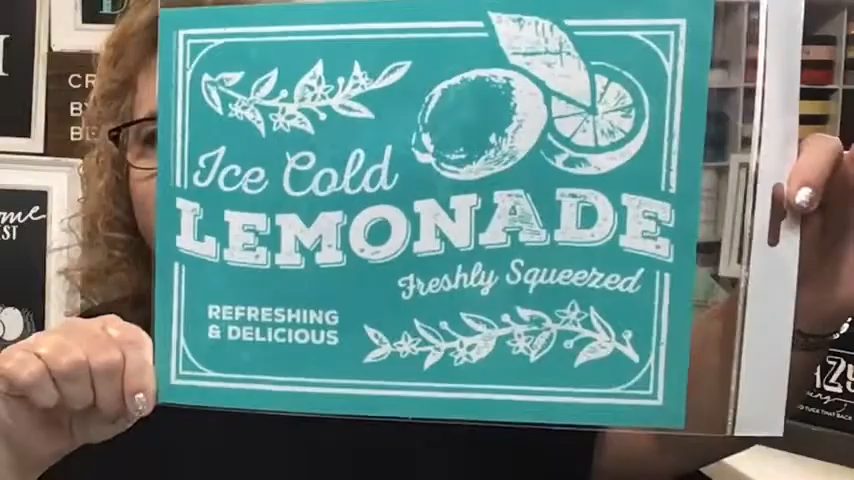 Ice Cold
LEMONADE
Freshly Squeezed
REFRESHING
& DELICIOUS